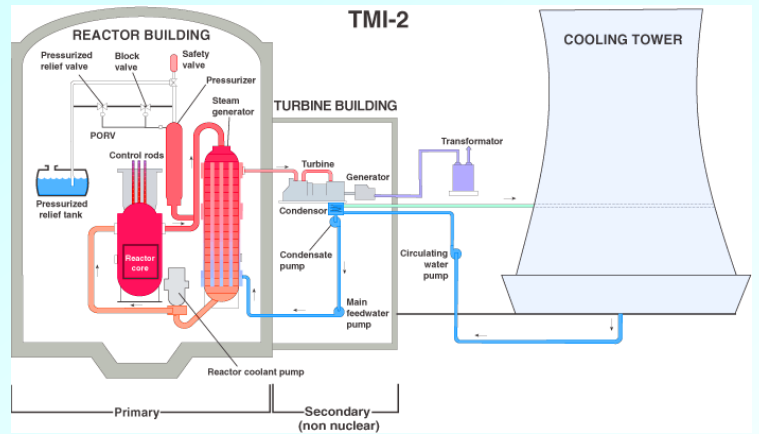 TMI-2
REACTOR BUILDING
COOLING TOWER
Pressurized
relief valve
Block
valve
Safety
valve
Pressurizer
Steam
generator
TURBINE BUILDING
PORV
Control rods
Turbine
Generator
Transformator
Pressurized
relief tank
Condensor
Reactor
core
Condensate
pump
Circulating
water
pump
Main
feedwater
pump
Reactor coolant pump
Primary
Secondary
(non nuclear)